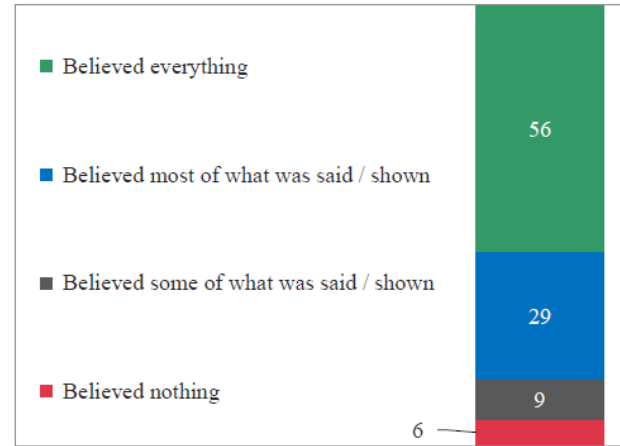 Believed everything
56
Believed most of what was said / shown
29
Believed some of what was said / shown
9
Believed nothing
6